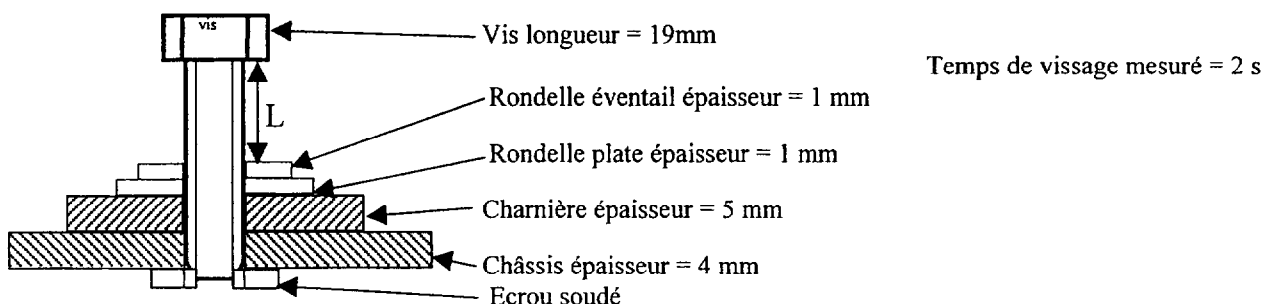 VIS
Vis longueur = 19mm
Temps de vissage mesuré = 2 s
Rondelle éventail épaisseur = 1 mm
L
Rondelle plate épaisseur = 1 mm
Charnière épaisseur = 5 mm
Châssis épaisseur = 4 mm
Ecrou soudé